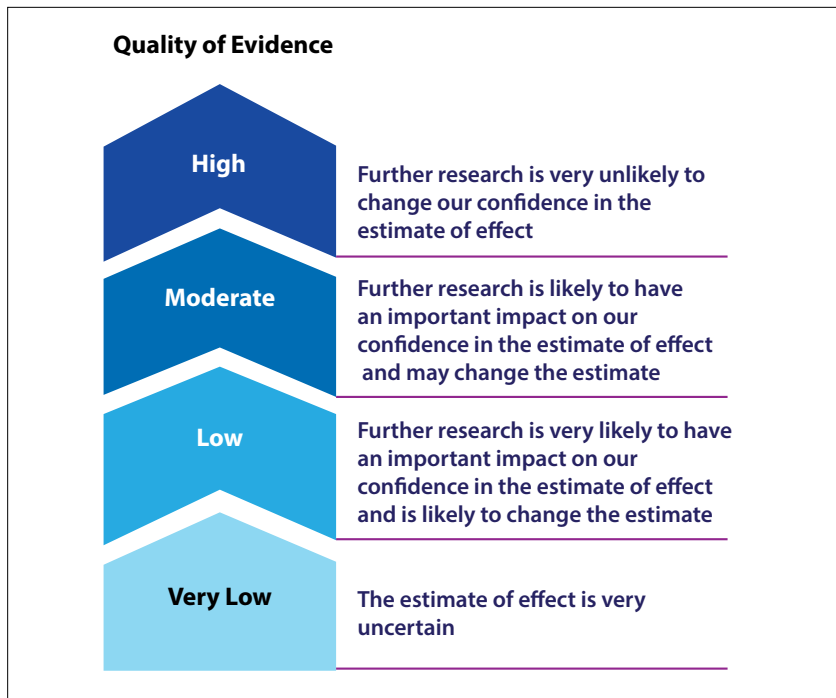 Quality of Evidence
High
Further research is very unlikely to
change our confidence in the
estimate of effect
Moderate
Further research is likely to have
an important impact on our
confidence in the estimate of effect
and may change the estimate
Low
Further research is very likely to have
an important impact on our
confidence in the estimate of effect
and is likely to change the estimate
Very Low
The estimate of effect is very
uncertain